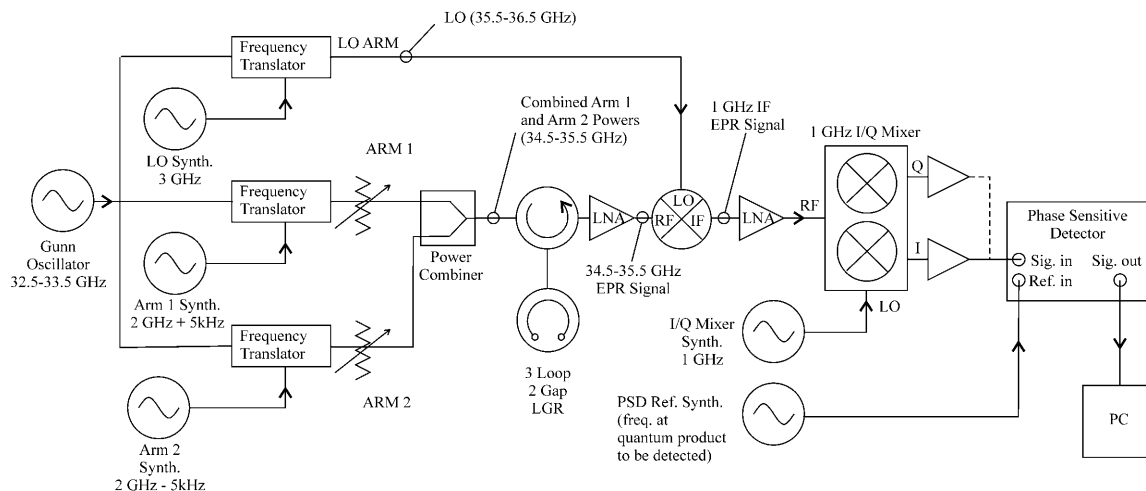 LO (35.5-36.5 GHz)
Frequency
Translator
LO ARM
LO Synth.
3 GHz
Combined Arm 1
and Arm 2 Powers
(34.5-35.5 GHz)
1 GHz IF
EPR Signal
1 GHz I/Q Mixer
ARM 1
Frequency
Translator
Gunn
Oscillator
32.5-33.5 GHz
Arm 1 Synth.
2 GHz + 5kHz
Power
Combiner
LNA
LO
RF
IF
LNA
RF
Q
I
LO
34.5-35.5 GHz
EPR Signal
Phase Sensitive
Detector
Sig. in
Sig. out
Ref. in
Frequency
Translator
ARM 2
Arm 2
Synth.
2 GHz - 5kHz
3 Loop
2 Gap
LGR
I/Q Mixer
Synth.
1 GHz
PSD Ref. Synth.
(freq. at
quantum product
to be detected)
PC